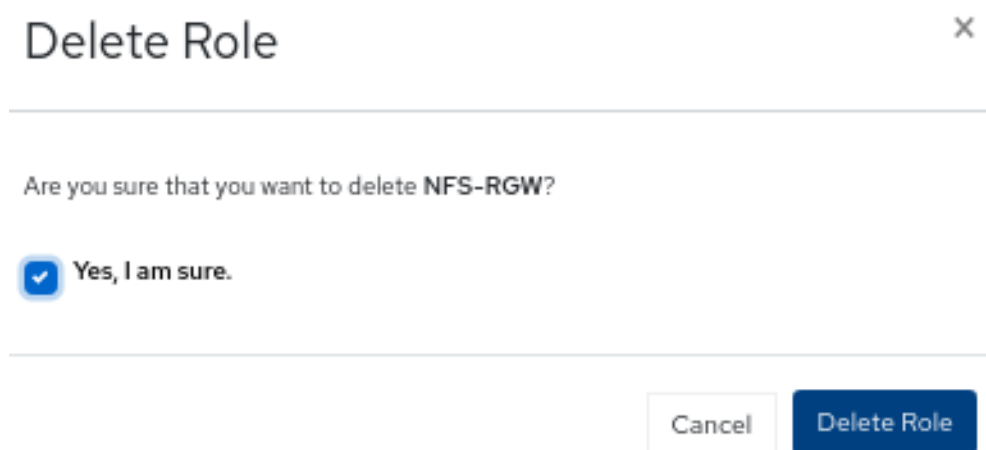 Delete Role
×
Are you sure that you want to delete NFS-RGW?
Yes, I am sure.
Cancel
Delete Role